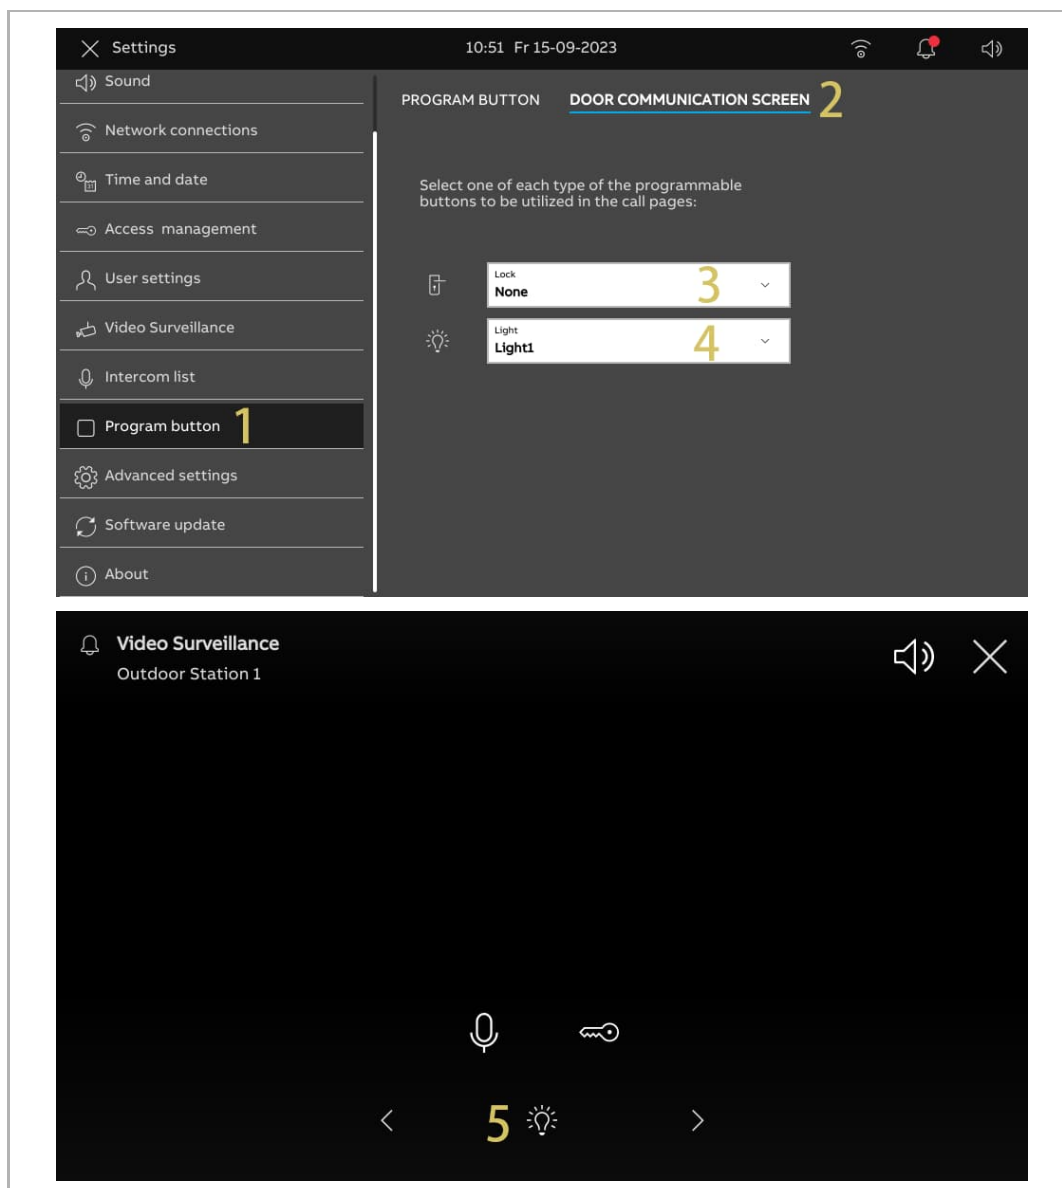 Settings
10:51 Fr 15-09-2023
Sound
Network connections
Time and date
Access management
User settings
Video Surveillance
Intercom list
Program button 1
Advanced settings
Software update
About
PROGRAM BUTTON DOOR COMMUNICATION SCREEN 2
Select one of each type of the programmable
buttons to be utilized in the call pages:
Lock
None 3
Light
Light1 4
Video Surveillance
Outdoor Station 1
5